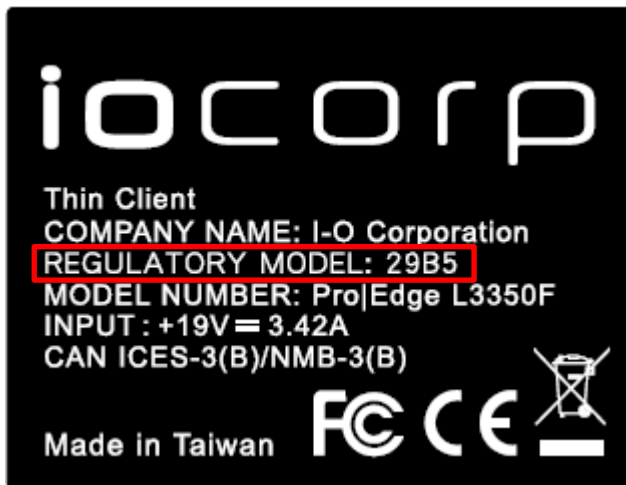 iocorp
Thin Client
COMPANY NAME: I-O Corporation
REGULATORY MODEL: 29B5
MODEL NUMBER: Pro|Edge L3350F
INPUT : +19V ⎓ 3.42A
CAN ICES-3(B)/NMB-3(B)
Made in Taiwan FC CE